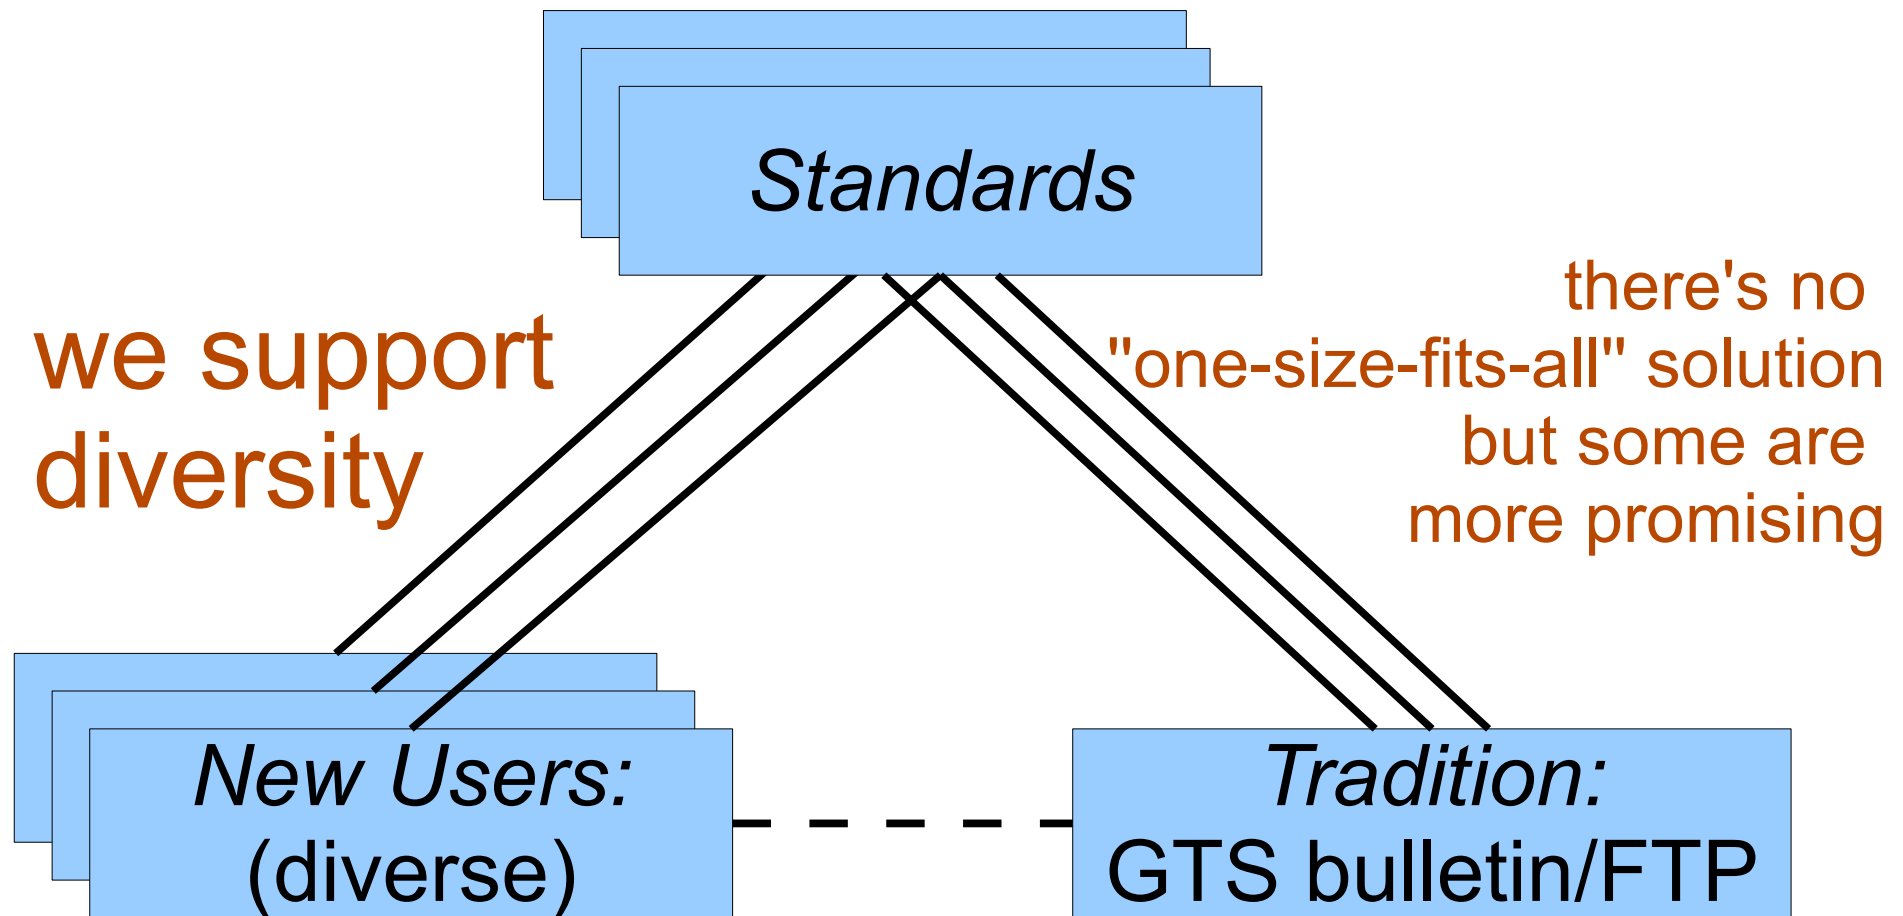 Standards
we support
diversity
there's no
"one-size-fits-all" solution
but some are
more promising
New Users:
(diverse)
Tradition:
GTS bulletin/FTP